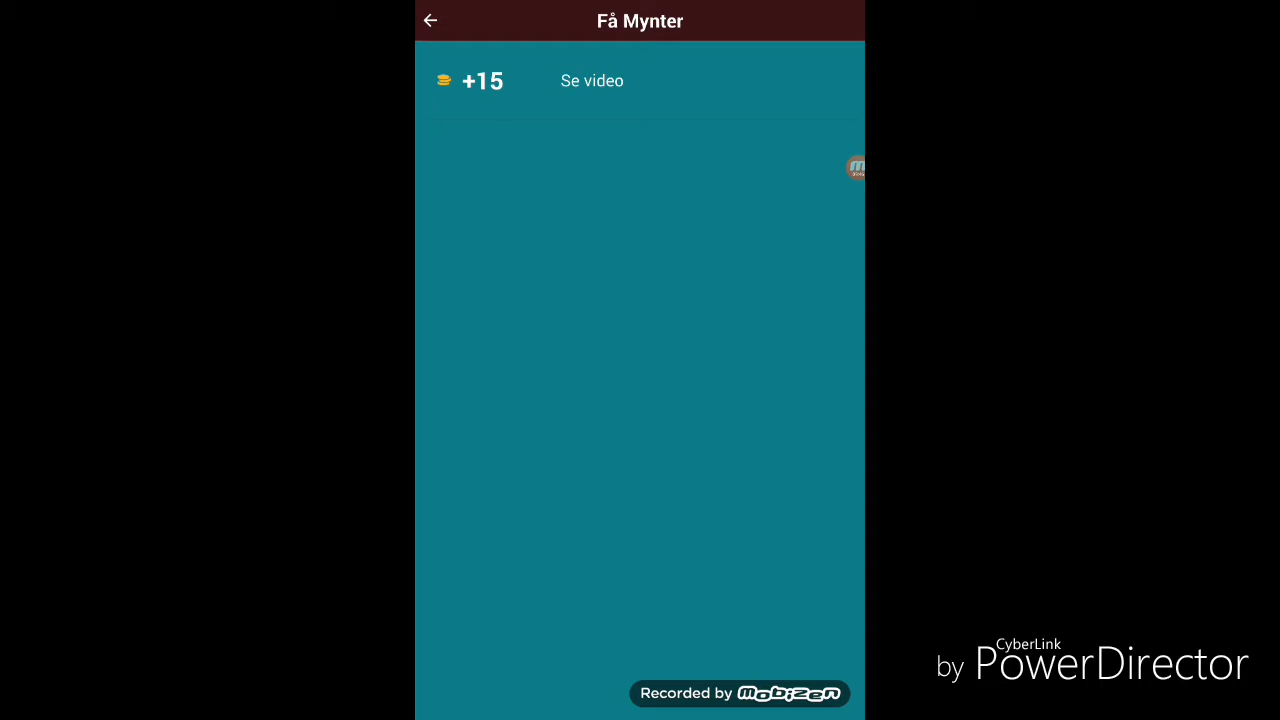 Få Mynter
+15 Se video
CyberLink
by PowerDirector
Recorded by mobizen